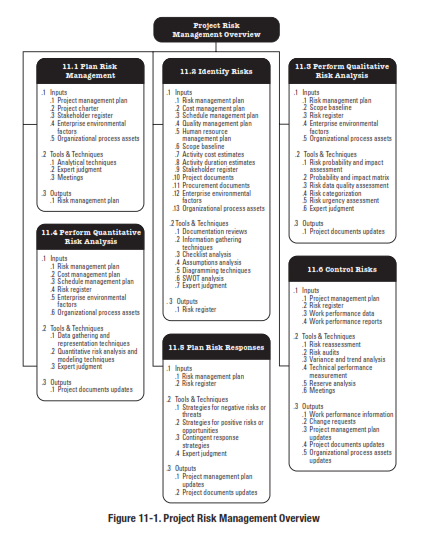 Project Risk
Management Overview
11.1 Plan Risk
Management
.1 Inputs
.1 Project management plan
.2 Project charter
.3 Stakeholder register
.4 Enterprise environmental
factors
.5 Organizational process assets
.2 Tools & Techniques
.1 Analytical techniques
.2 Expert judgment
.3 Meetings
.3 Outputs
.1 Risk management plan
11.2 Identify Risks
.1 Inputs
.1 Risk management plan
.2 Cost management plan
.3 Schedule management plan
.4 Quality management plan
.5 Human resource
management plan
.6 Scope baseline
.7 Activity cost estimates
.8 Activity duration estimates
.9 Stakeholder register
.10 Project documents
.11 Procurement documents
.12 Enterprise environmental
factors
.13 Organizational process assets
.2 Tools & Techniques
.1 Documentation reviews
.2 Information gathering
techniques
.3 Checklist analysis
.4 Assumptions analysis
.5 Diagramming techniques
.6 SWOT analysis
.7 Expert judgment
.3 Outputs
.1 Risk register
11.3 Perform Qualitative
Risk Analysis
.1 Inputs
.1 Risk management plan
.2 Scope baseline
.3 Risk register
.4 Enterprise environmental
factors
.5 Organizational process assets
.2 Tools & Techniques
.1 Risk probability and impact
assessment
.2 Probability and impact matrix
.3 Risk data quality assessment
.4 Risk categorization
.5 Risk urgency assessment
.6 Expert judgment
.3 Outputs
.1 Project documents updates
11.4 Perform Quantitative
Risk Analysis
.1 Inputs
.1 Risk management plan
.2 Cost management plan
.3 Schedule management plan
.4 Risk register
.5 Enterprise environmental
factors
.6 Organizational process assets
.2 Tools & Techniques
.1 Data gathering and
representation techniques
.2 Quantitative risk analysis and
modeling techniques
.3 Expert judgment
.3 Outputs
.1 Project documents updates
11.5 Plan Risk Responses
.1 Inputs
.1 Risk management plan
.2 Risk register
.2 Tools & Techniques
.1 Strategies for negative risks or
threats
.2 Strategies for positive risks or
opportunities
.3 Contingent response
strategies
.4 Expert judgment
.3 Outputs
.1 Project management plan
updates
.2 Project documents updates
11.6 Control Risks
.1 Inputs
.1 Project management plan
.2 Risk register
.3 Work performance data
.4 Work performance reports
.2 Tools & Techniques
.1 Risk reassessment
.2 Risk audits
.3 Variance and trend analysis
.4 Technical performance
measurement
.5 Reserve analysis
.6 Meetings
.3 Outputs
.1 Work performance information
.2 Change requests
.3 Project management plan
updates
.4 Project documents updates
.5 Organizational process assets
updates
Figure 11-1. Project Risk Management Overview